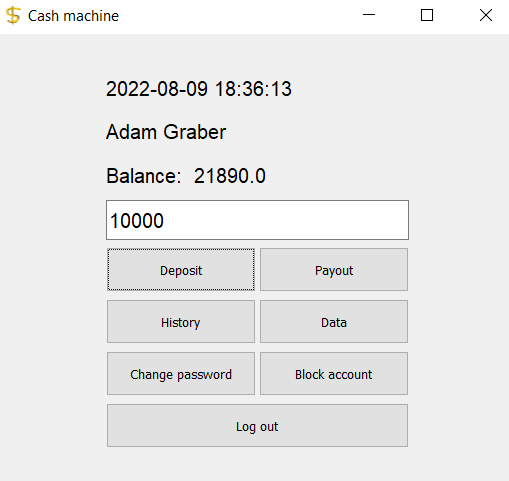 Cash machine
2022-08-09 18:36:13
Adam Graber
Balance: 21890.0
10000
Deposit Payout
History Data
Change password Block account
Log out